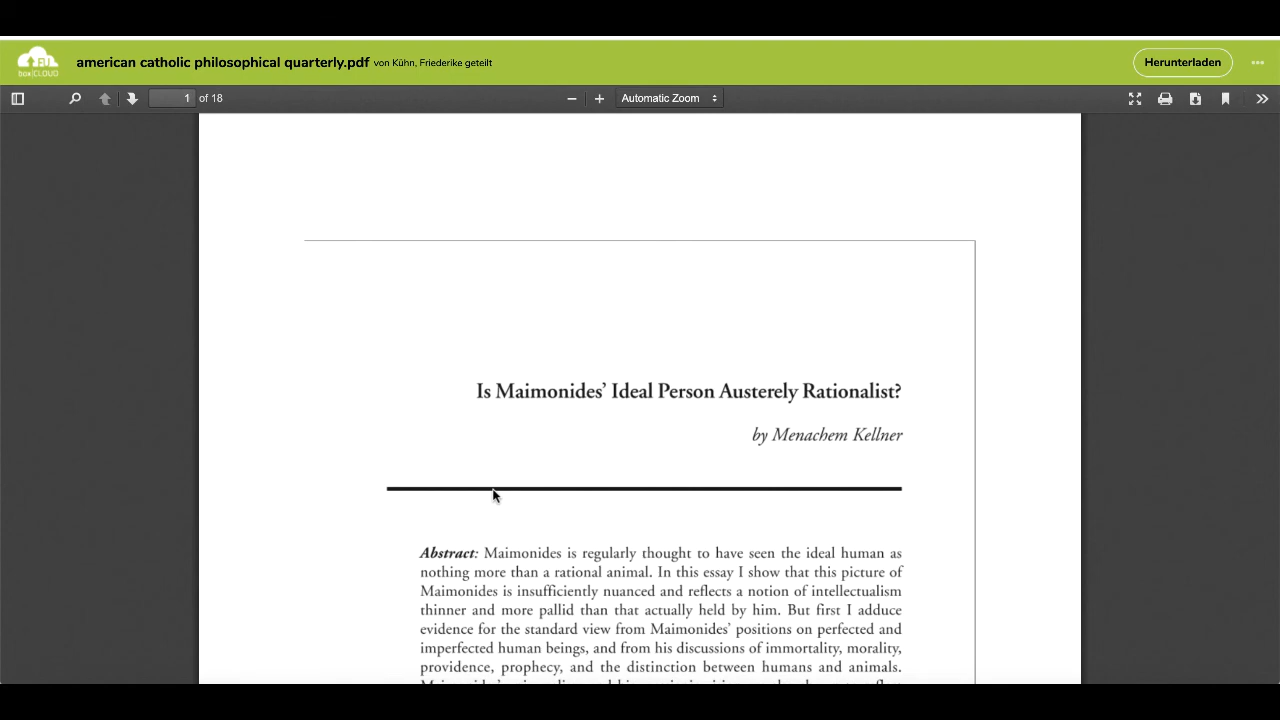 american catholic philosophical quarterly.pdf von Kühn, Friederike geteilt
Herunterladen
.EU
box|CLOUD
1 of 18
Automatic Zoom
Is Maimonides’ Ideal Person Austerely Rationalist?
by Menachem Kellner
Abstract: Maimonides is regularly thought to have seen the ideal human as
nothing more than a rational animal. In this essay I show that this picture of
Maimonides is insufficiently nuanced and reflects a notion of intellectualism
thinner and more pallid than that actually held by him. But first I adduce
evidence for the standard view from Maimonides’ positions on perfected and
imperfected human beings, and from his discussions of immortality, morality,
providence, prophecy, and the distinction between humans and animals.